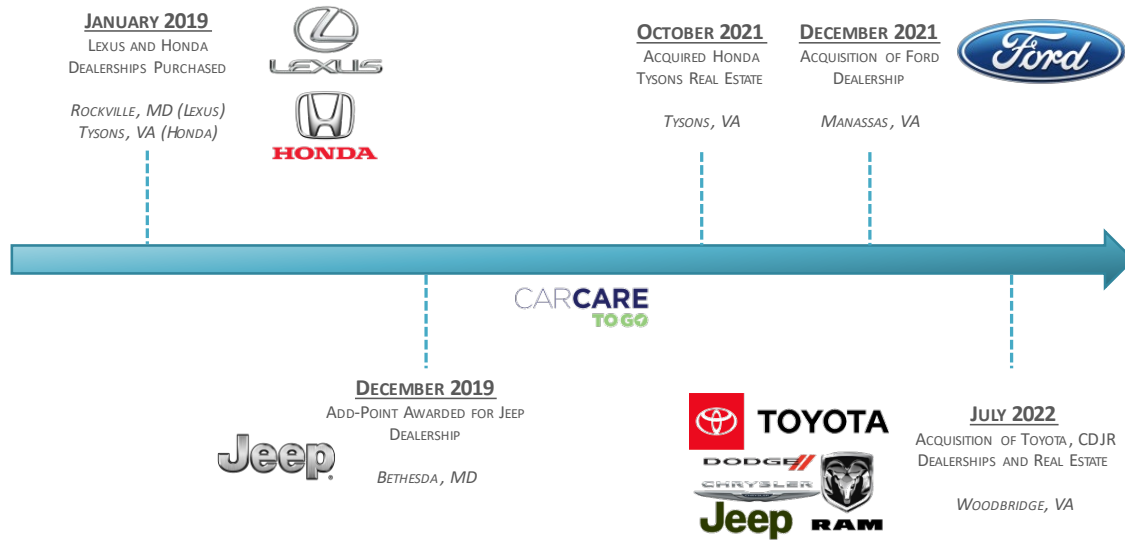 JANUARY 2019
LEXUS AND HONDA
DEALERSHIPS PURCHASED
ROCKVILLE, MD (LEXUS)
TYSONS, VA (HONDA)
LEXUS
HONDA
OCTOBER 2021
ACQUIRED HONDA
TYSONS REAL ESTATE
TYSONS, VA
DECEMBER 2021
ACQUISITION OF FORD
DEALERSHIP
MANASSAS, VA
Ford
CARCARE
TO GO
DECEMBER 2019
ADD-POINT AWARDED FOR JEEP
DEALERSHIP
BETHESDA, MD
Jeep
TOYOTA
DODGE
CHRYSLER
Jeep
RAM
JULY 2022
ACQUISITION OF TOYOTA, CDJR
DEALERSHIPS AND REAL ESTATE
WOODBRIDGE, VA